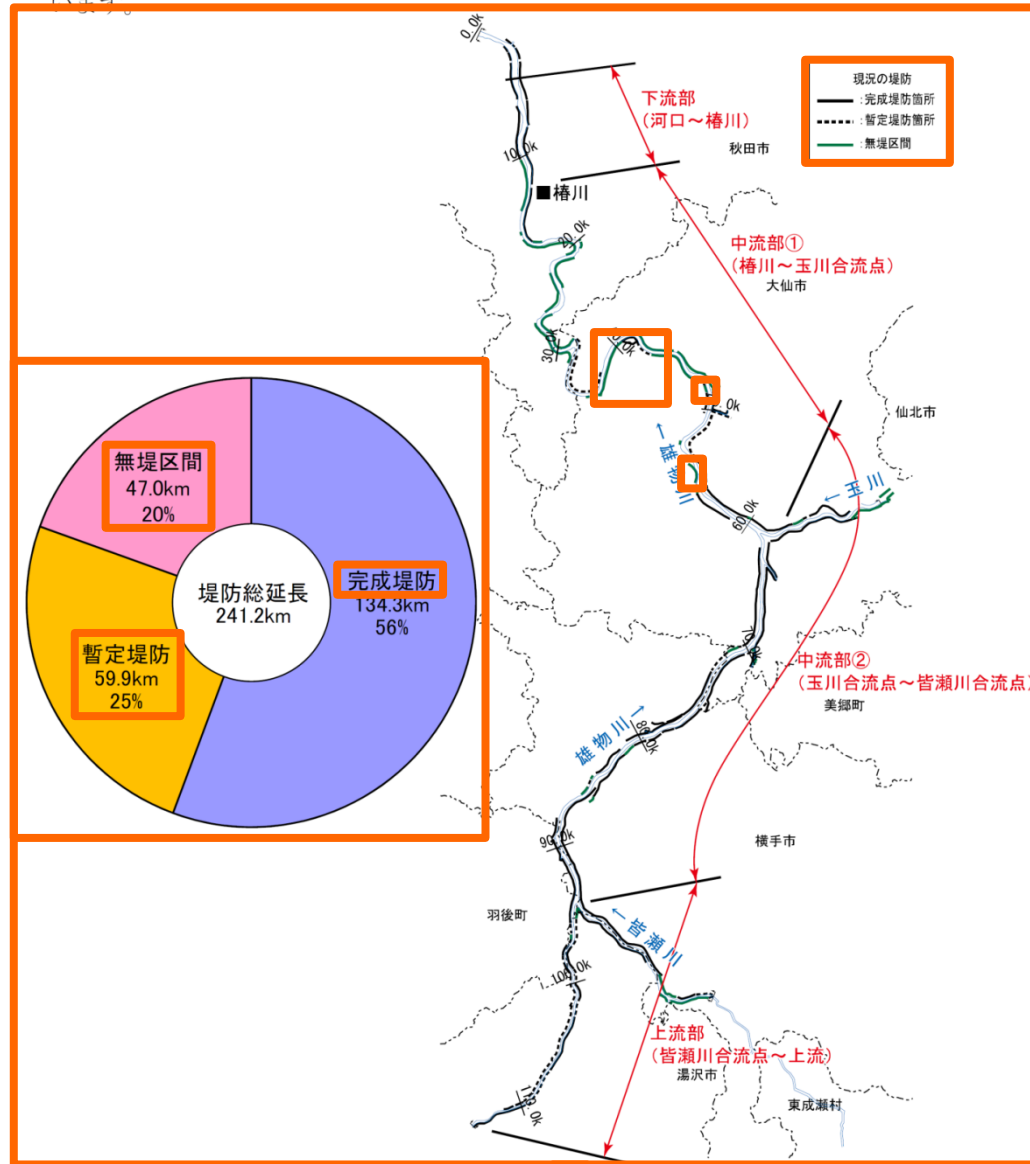 います。
0.0k
下流部
(河口～椿川)
現況の堤防
:完成堤防箇所
:暫定堤防箇所
:無堤区間
秋田市
10.0k
■椿川
20.0k
中流部①
(椿川～玉川合流点)
大仙市
30.0k
仙北市
←雄物川
←玉川
60.0k
無堤区間
47.0km
20%
堤防総延長
241.2km
完成堤防
134.3km
56%
暫定堤防
59.9km
25%
70.0k
中流部②
(玉川合流点～皆瀬川合流点)
美郷町
雄物川→
80.0k
90.0k
横手市
羽後町
←皆瀬川
100.0k
上流部
(皆瀬川合流点～上流)
湯沢市
110.0k
東成瀬村